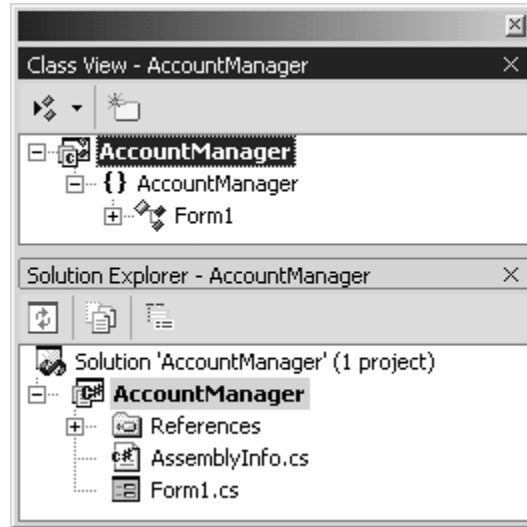 Class View - AccountManager
AccountManager
{} AccountManager
Form1
Solution Explorer - AccountManager
Solution 'AccountManager' (1 project)
C# AccountManager
References
C# AssemblyInfo.cs
Form1.cs